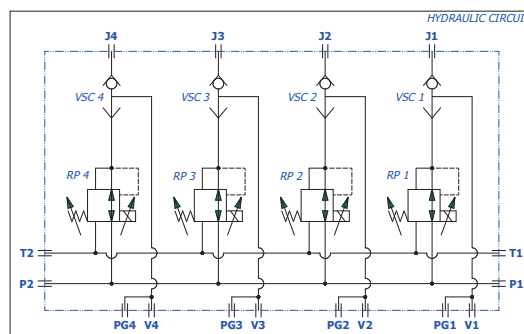 HYDRAULIC CIRCUI
J4 J3 J2 J1
VSC 4 VSC 3 VSC 2 VSC 1
RP 4 RP 3 RP 2 RP 1
T2 T1
P2 P1
PG4 V4 PG3 V3 PG2 V2 PG1 V1